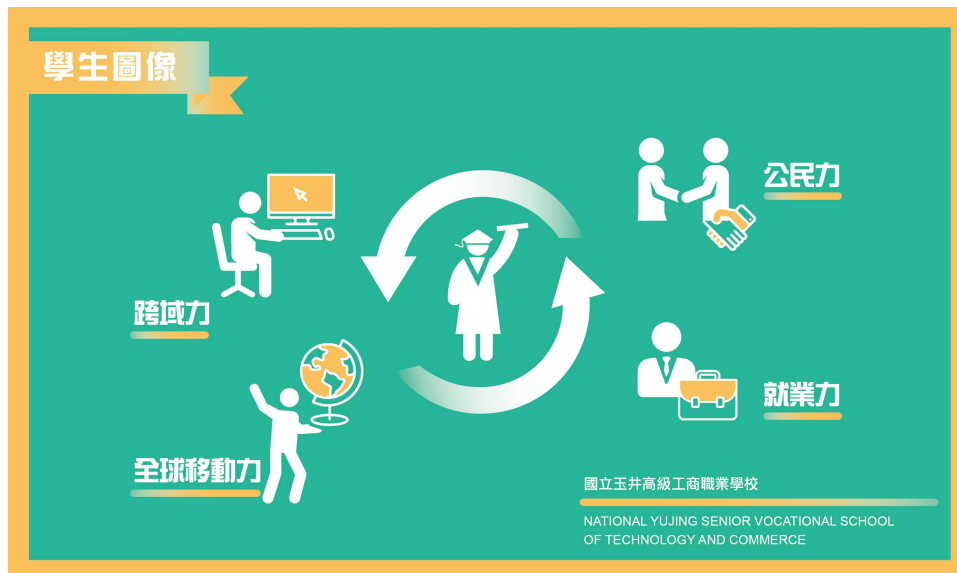 學生圖像
公民力
跨域力
就業力
全球移動力
國立玉井高級工商職業學校
NATIONAL YUJING SENIOR VOCATIONAL SCHOOL
OF TECHNOLOGY AND COMMERCE